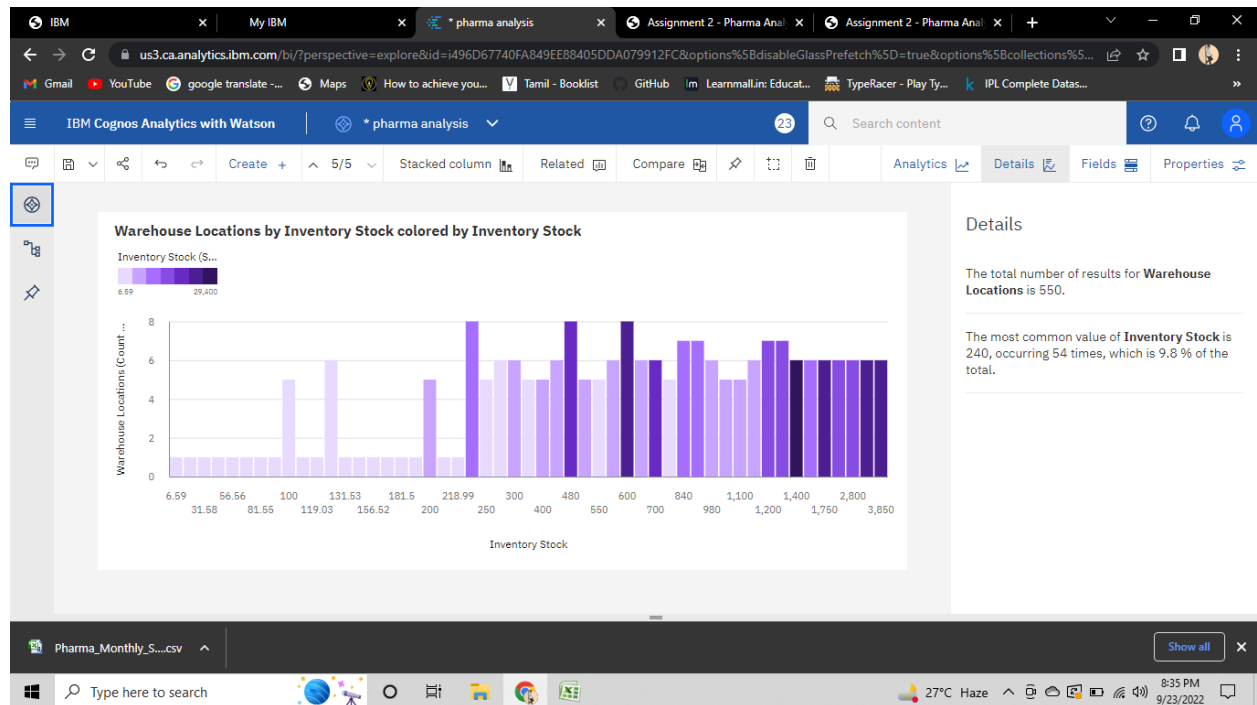 IBM
My IBM
* pharma analysis
Assignment 2 - Pharma Anal
Assignment 2 - Pharma Anal
us3.ca.analytics.ibm.com/bi/?perspective=explore&id=i496D67740FA849EE88405DDA079912FC&options%5BdisableGlassPrefetch%5D=true&options%5Bcollections%5...
Gmail
YouTube
google translate -...
Maps
How to achieve you...
Tamil - Booklist
GitHub
Learnmall.in: Educat...
TypeRacer - Play Ty...
IPL Complete Datas...
»
IBM Cognos Analytics with Watson
* pharma analysis
23
Search content
Create +
5/5
Stacked column
Related
Compare
Analytics
Details
Fields
Properties
Warehouse Locations by Inventory Stock colored by Inventory Stock
Inventory Stock (S...
6.59 29,400
Warehouse Locations (Count ...
8
6
4
2
0
6.59 56.56 100 131.53 181.5 218.99 300 480 600 840 1,100 1,400 2,800
31.58 81.55 119.03 156.52 200 250 400 550 700 980 1,200 1,750 3,850
Inventory Stock
Details
The total number of results for Warehouse
Locations is 550.
The most common value of Inventory Stock is
240, occurring 54 times, which is 9.8 % of the
total.
Pharma_Monthly_S....csv
Show all
Type here to search
27°C Haze
8:35 PM
9/23/2022